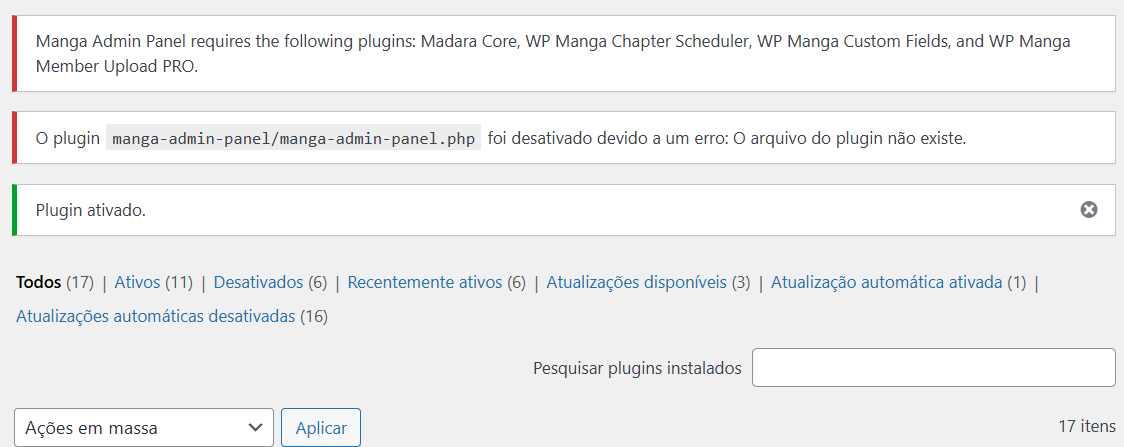 Manga Admin Panel requires the following plugins: Madara Core, WP Manga Chapter Scheduler, WP Manga Custom Fields, and WP Manga
Member Upload PRO.
O plugin manga-admin-panel/manga-admin-panel.php foi desativado devido a um erro: O arquivo do plugin não existe.
Plugin ativado.
Todos (17) | Ativos (11) | Desativados (6) | Recentemente ativos (6) | Atualizações disponíveis (3) | Atualização automática ativada (1) |
Atualizações automáticas desativadas (16)
Pesquisar plugins instalados
Ações em massa Aplicar 17 itens